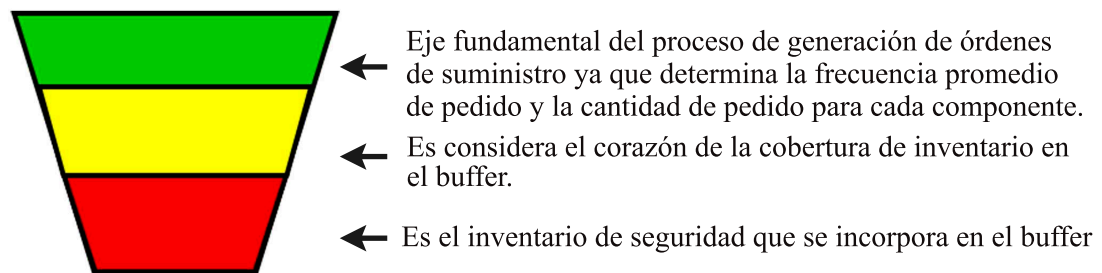 Eje fundamental del proceso de generación de órdenes
de suministro ya que determina la frecuencia promedio
de pedido y la cantidad de pedido para cada componente.
Es considera el corazón de la cobertura de inventario en
el buffer.
Es el inventario de seguridad que se incorpora en el buffer